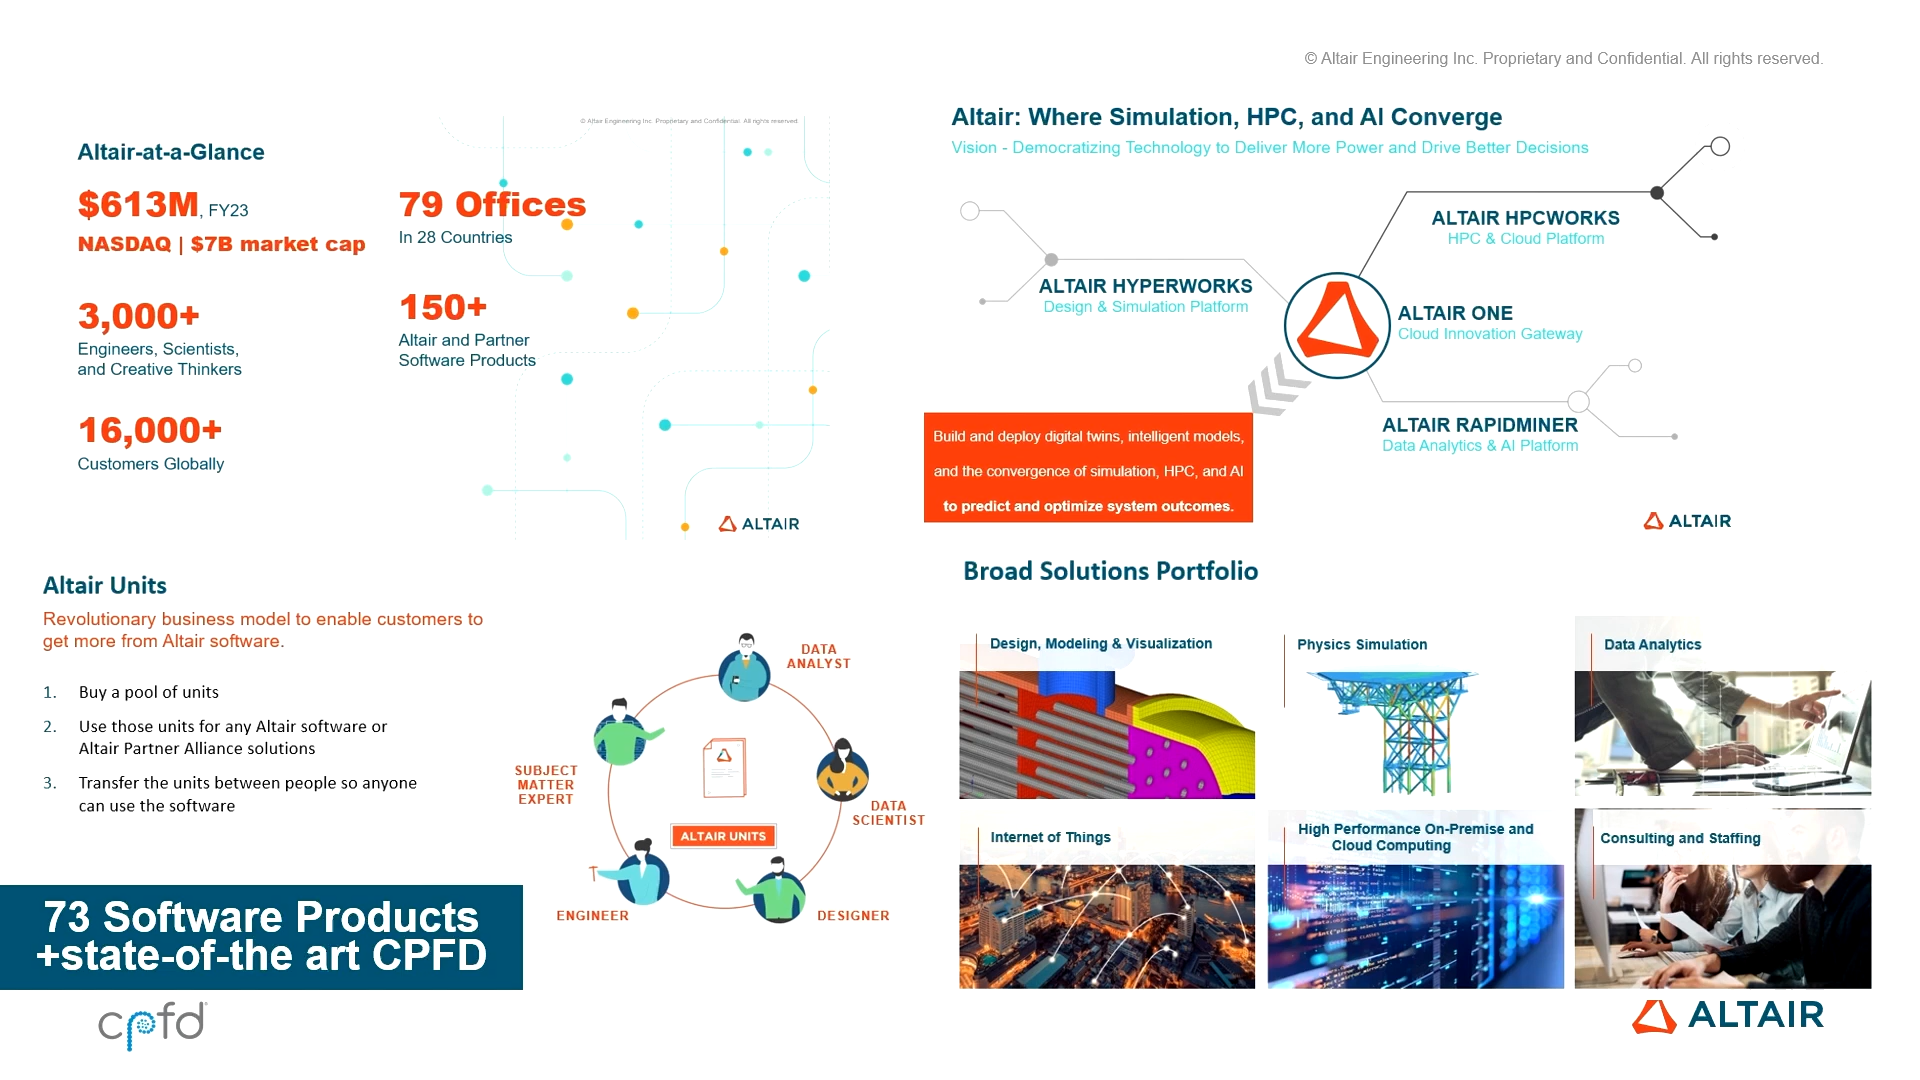 © Altair Engineering Inc. Proprietary and Confidential. All rights reserved.
© Altair Engineering Inc. Proprietary and Confidential. All rights reserved.
Altair-at-a-Glance
$613M, FY23
NASDAQ | $7B market cap
79 Offices
In 28 Countries
3,000+
Engineers, Scientists,
and Creative Thinkers
150+
Altair and Partner
Software Products
16,000+
Customers Globally
ALTAIR
Altair: Where Simulation, HPC, and AI Converge
Vision - Democratizing Technology to Deliver More Power and Drive Better Decisions
ALTAIR HPCWORKS
HPC & Cloud Platform
ALTAIR HYPERWORKS
Design & Simulation Platform
ALTAIR ONE
Cloud Innovation Gateway
ALTAIR RAPIDMINER
Data Analytics & AI Platform
Build and deploy digital twins, intelligent models,
and the convergence of simulation, HPC, and AI
to predict and optimize system outcomes.
ALTAIR
Altair Units
Revolutionary business model to enable customers to
get more from Altair software.
1. Buy a pool of units
2. Use those units for any Altair software or
Altair Partner Alliance solutions
3. Transfer the units between people so anyone
can use the software
DATA
ANALYST
SUBJECT
MATTER
EXPERT
DATA
SCIENTIST
ALTAIR UNITS
ENGINEER
DESIGNER
73 Software Products
+state-of-the art CPFD
cpfd
Broad Solutions Portfolio
Design, Modeling & Visualization
Physics Simulation
Data Analytics
Internet of Things
High Performance On-Premise and
Cloud Computing
Consulting and Staffing
ALTAIR